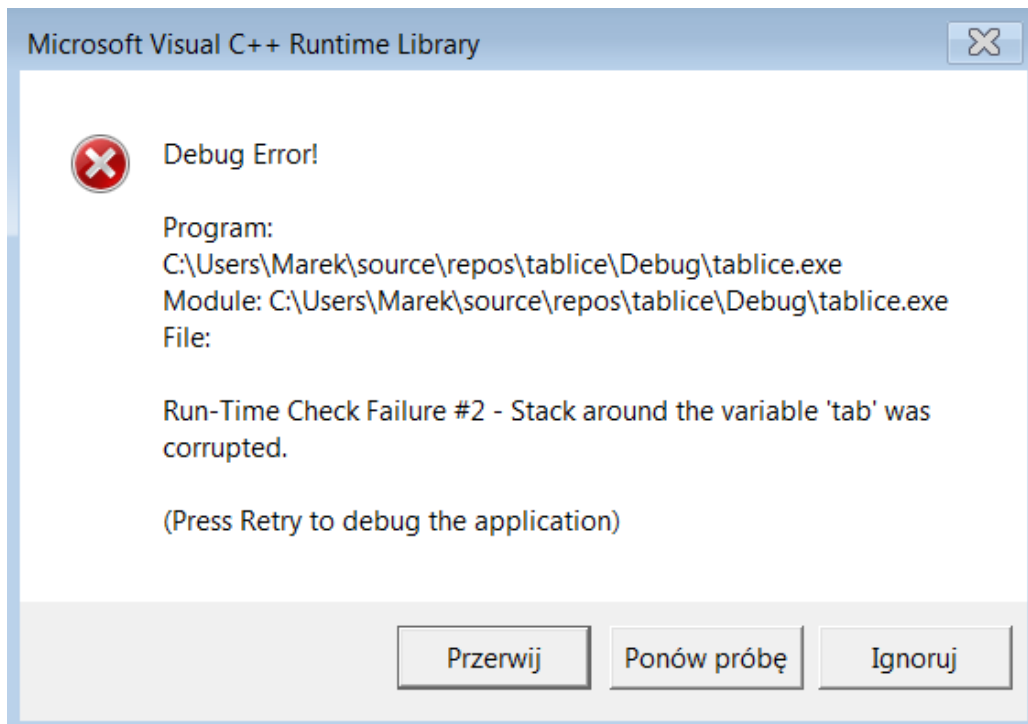 Microsoft Visual C++ Runtime Library
Debug Error!
Program:
C:\Users\Marek\source\repos\tablice\Debug\tablice.exe
Module: C:\Users\Marek\source\repos\tablice\Debug\tablice.exe
File:
Run-Time Check Failure #2 - Stack around the variable 'tab' was
corrupted.
(Press Retry to debug the application)
Przerwij Ponów próbę Ignoruj